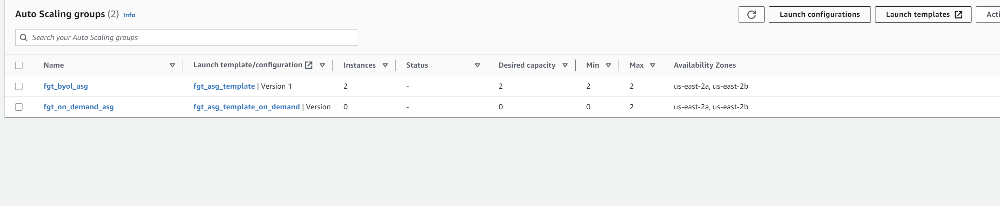 Auto Scaling groups (2) Info
Launch configurations
Launch templates
Acti
Search your Auto Scaling groups
Name Launch template/configuration Instances Status Desired capacity Min Max Availability Zones
fgt_byol_asg fgt_asg_template | Version 1 2 - 2 2 2 us-east-2a, us-east-2b
fgt_on_demand_asg fgt_asg_template_on_demand | Version 0 - 0 0 2 us-east-2a, us-east-2b